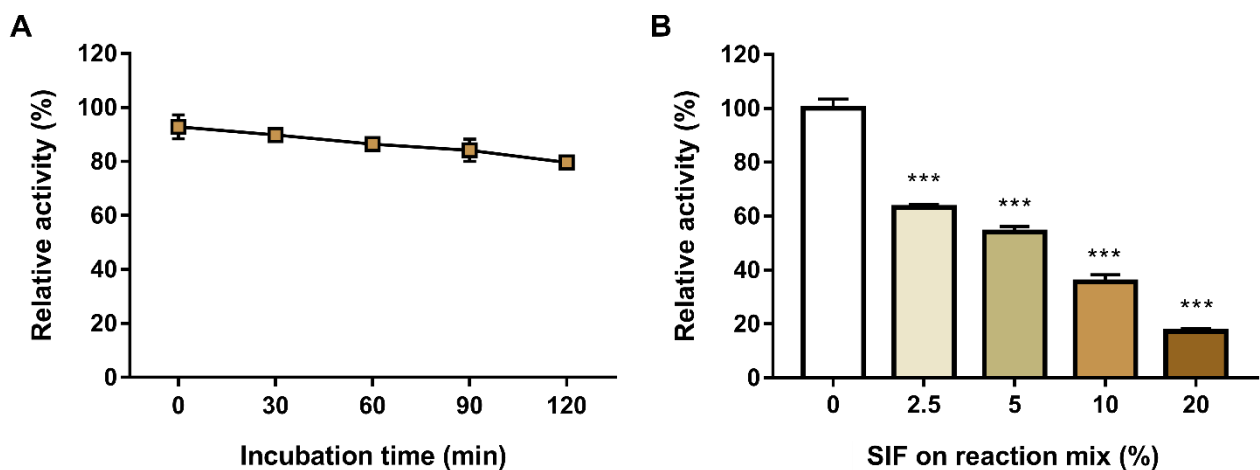 A
Relative activity (%)
120
100
80
60
40
20
0
0 30 60 90 120
Incubation time (min)
B
Relative activity (%)
120
100
80
60
40
20
0
***
***
***
***
0 2.5 5 10 20
SIF on reaction mix (%)